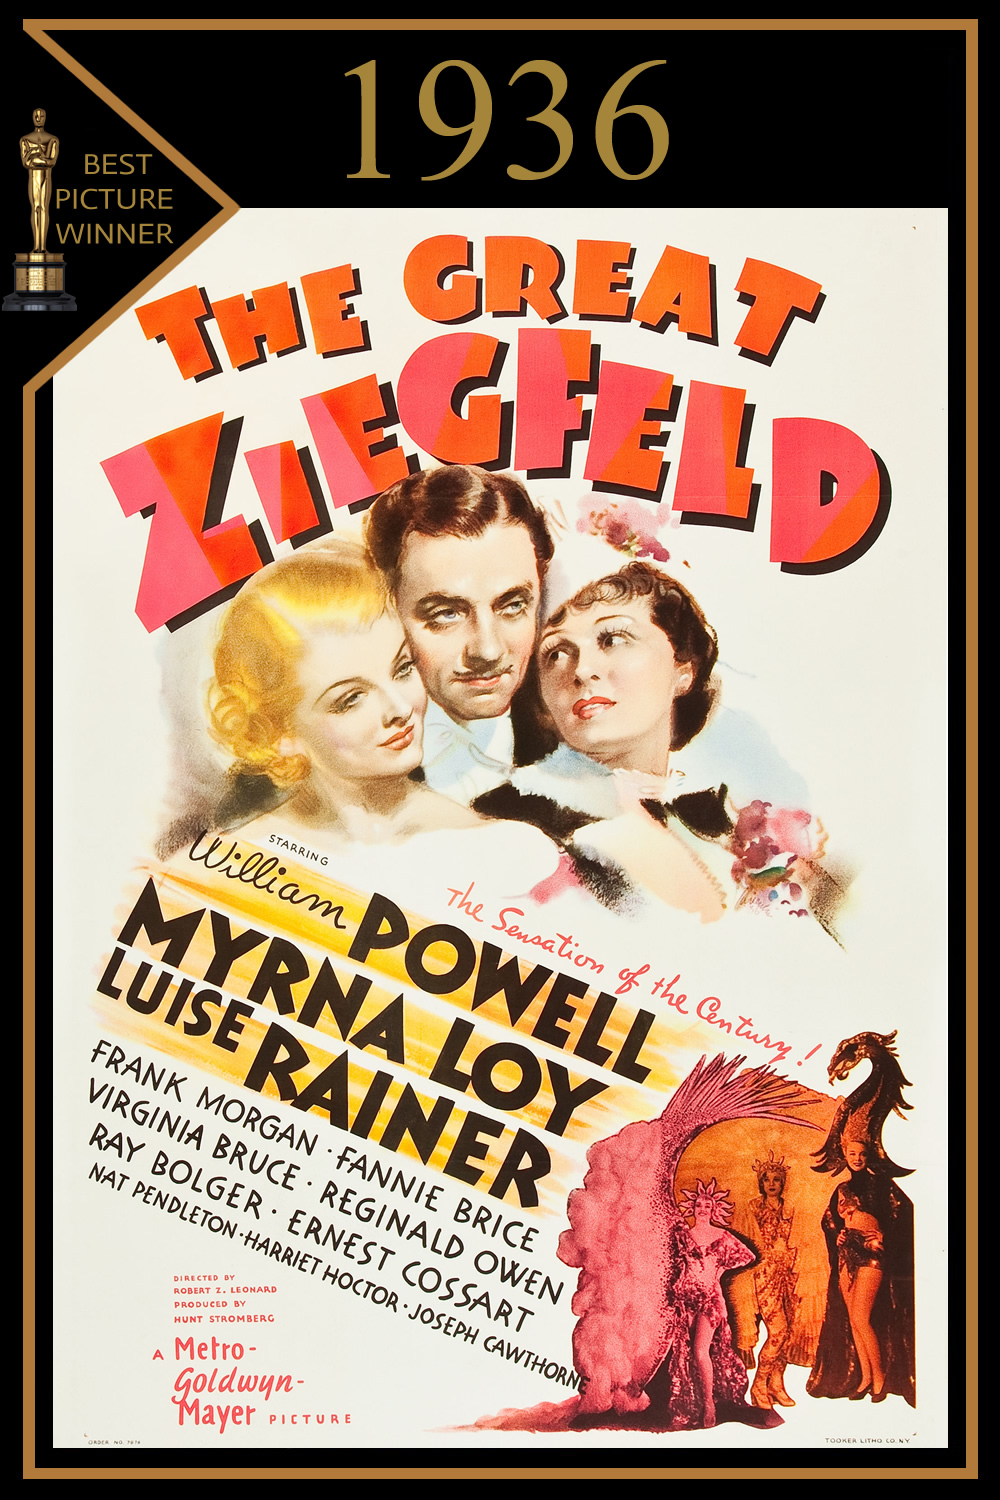 1936
BEST
PICTURE
WINNER
THE GREAT
ZIEGFELD
STARRING
William POWELL
MYRNA LOY
LUISE RAINER
The Sensation of the Century!
FRANK MORGAN · FANNIE BRICE
VIRGINIA BRUCE · REGINALD OWEN
RAY BOLGER · ERNEST COSSART
NAT PENDLETON · HARRIET HOCTOR · JOSEPH CAWTHORNE
DIRECTED BY
ROBERT Z. LEONARD
PRODUCED BY
HUNT STROMBERG
A Metro-
Goldwyn-
Mayer PICTURE
TOOKER LITHO CO. N.Y.